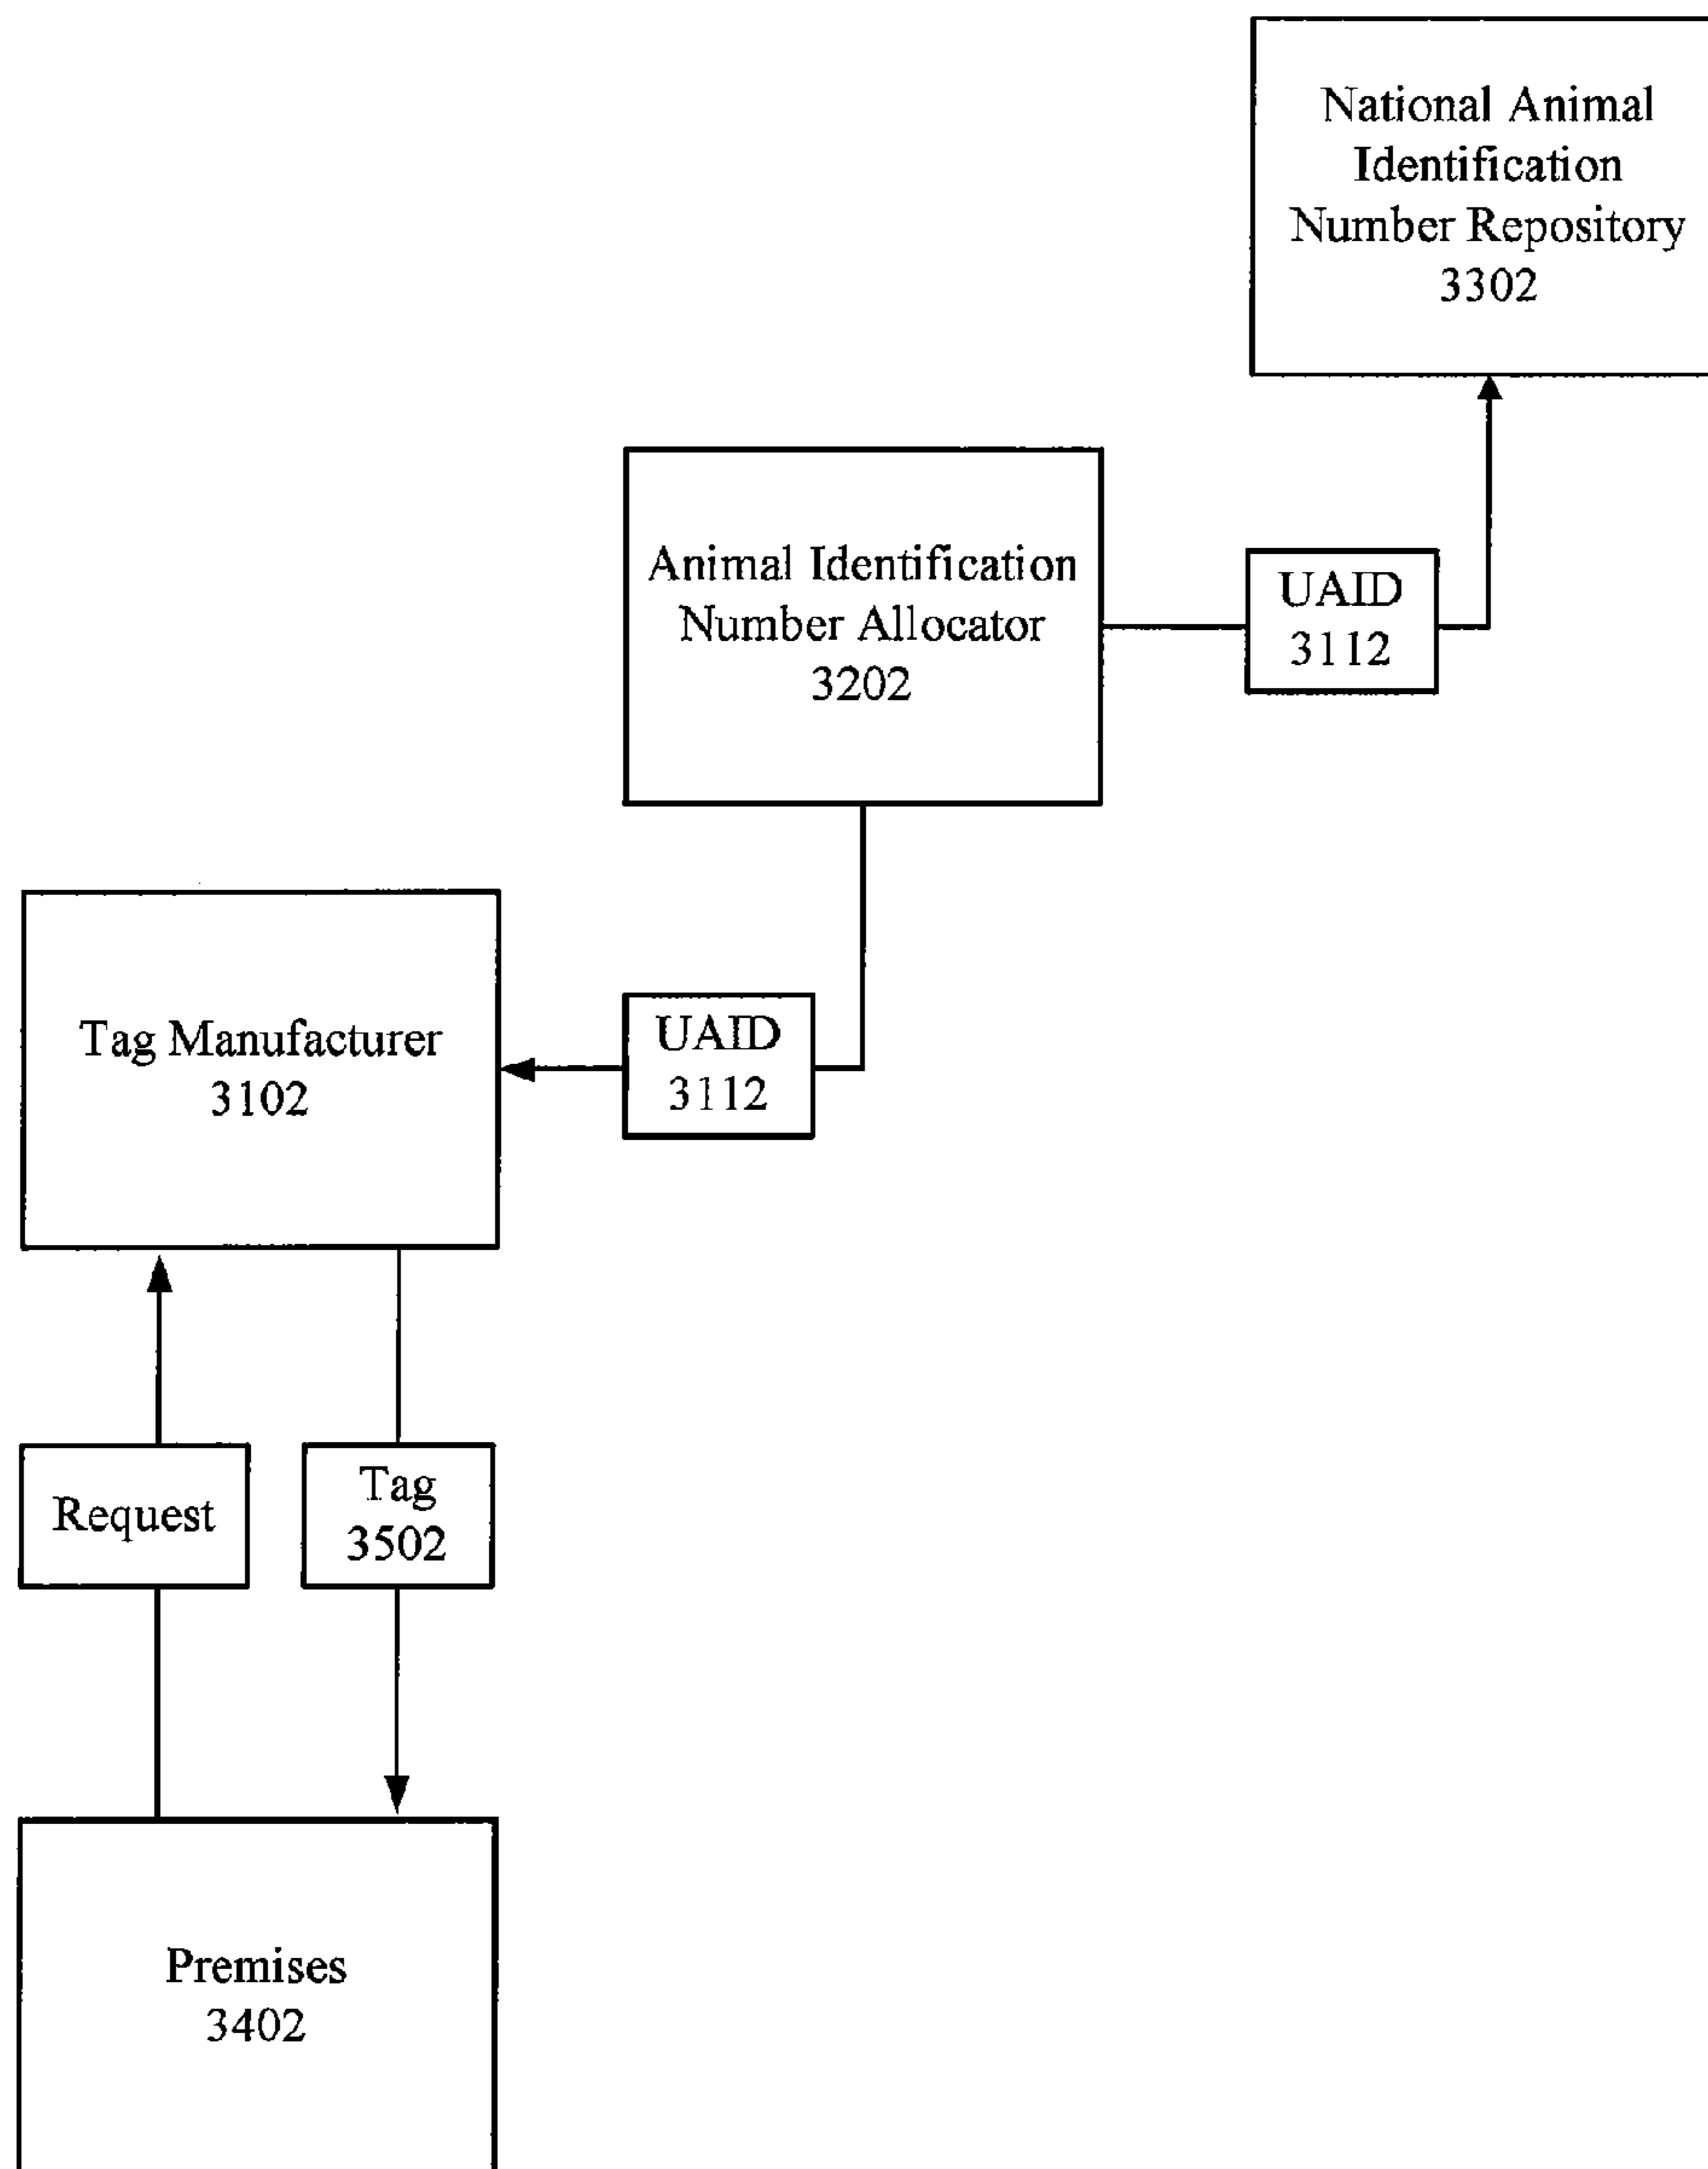 National Animal
Identification
Number Repository
3302
Animal Identification
Number Allocator
3202
UAID
3112
Tag Manufacturer
3102
UAID
3112
Request
Tag
3502
Premises
3402